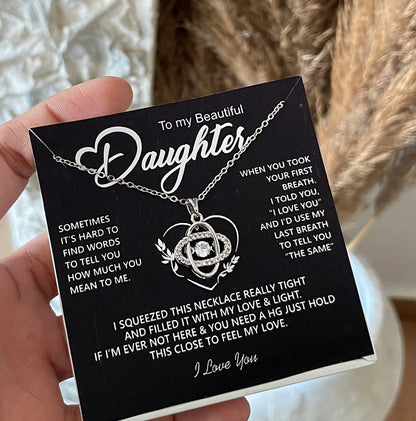 To my Beautiful
Daughter
SOMETIMES
IT'S HARD TO
FIND WORDS
TO TELL YOU
HOW MUCH YOU
MEAN TO ME.
WHEN YOU TOOK
YOUR FIRST
BREATH.
I TOLD YOU,
"I LOVE YOU"
AND I'D USE MY
LAST BREATH
TO TELL YOU
"THE SAME"
I SQUEEZED THIS NECKLACE REALLY TIGHT
AND FILLED IT WITH MY LOVE & LIGHT.
IF I'M EVER NOT HERE & YOU NEED A HG JUST HOLD
THIS CLOSE TO FEEL MY LOVE.
I Love You